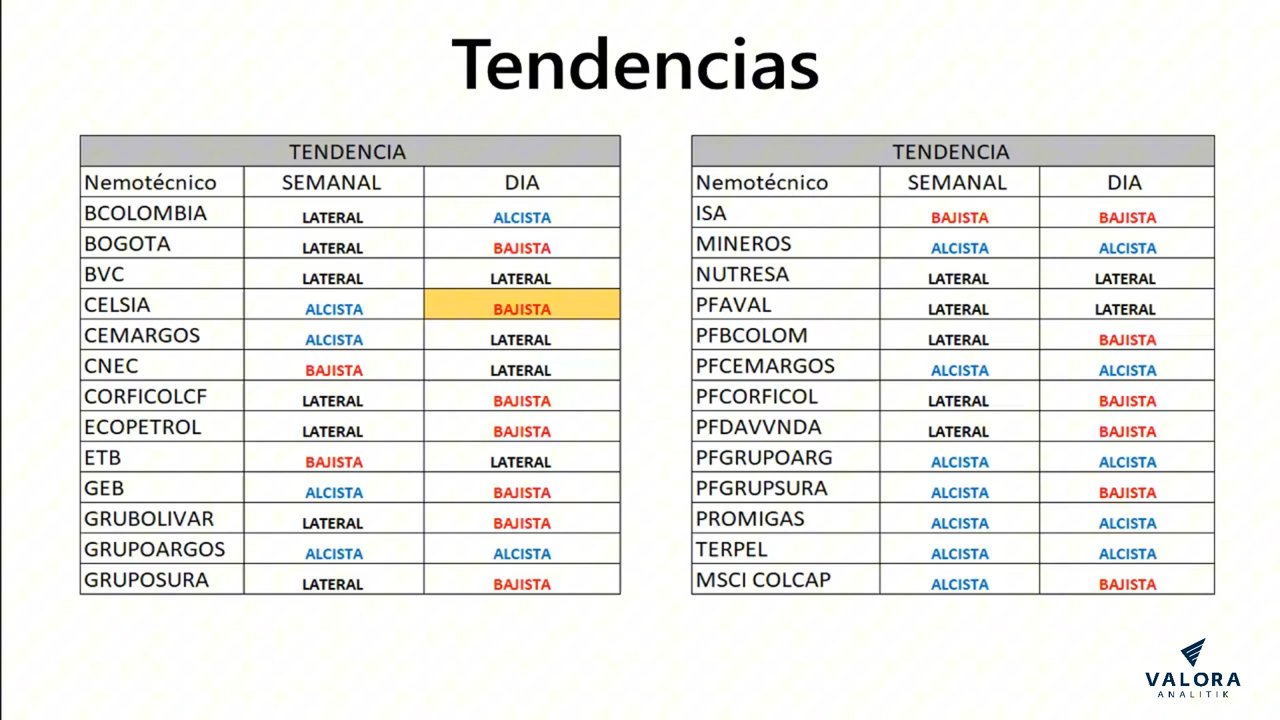 Tendencias
TENDENCIA
Nemotécnico SEMANAL DIA
BCOLOMBIA LATERAL ALCISTA
BOGOTA LATERAL BAJISTA
BVC LATERAL LATERAL
CELSIA ALCISTA BAJISTA
CEMARGOS ALCISTA LATERAL
CNEC BAJISTA LATERAL
CORFICOLCF LATERAL BAJISTA
ECOPETROL LATERAL BAJISTA
ETB BAJISTA LATERAL
GEB ALCISTA BAJISTA
GRUBOLIVAR LATERAL BAJISTA
GRUPOARGOS ALCISTA ALCISTA
GRUPOSURA LATERAL BAJISTA
TENDENCIA
Nemotécnico SEMANAL DIA
ISA BAJISTA BAJISTA
MINEROS ALCISTA ALCISTA
NUTRESA LATERAL LATERAL
PFAVAL LATERAL LATERAL
PFBCOLOM LATERAL BAJISTA
PFCEMARGOS ALCISTA ALCISTA
PFCORFICOL LATERAL BAJISTA
PFDAVVNDA LATERAL BAJISTA
PFGRUPOARG ALCISTA ALCISTA
PFGRUPSURA ALCISTA BAJISTA
PROMIGAS ALCISTA ALCISTA
TERPEL ALCISTA ALCISTA
MSCI COLCAP ALCISTA BAJISTA
VALORA
ANALITIK